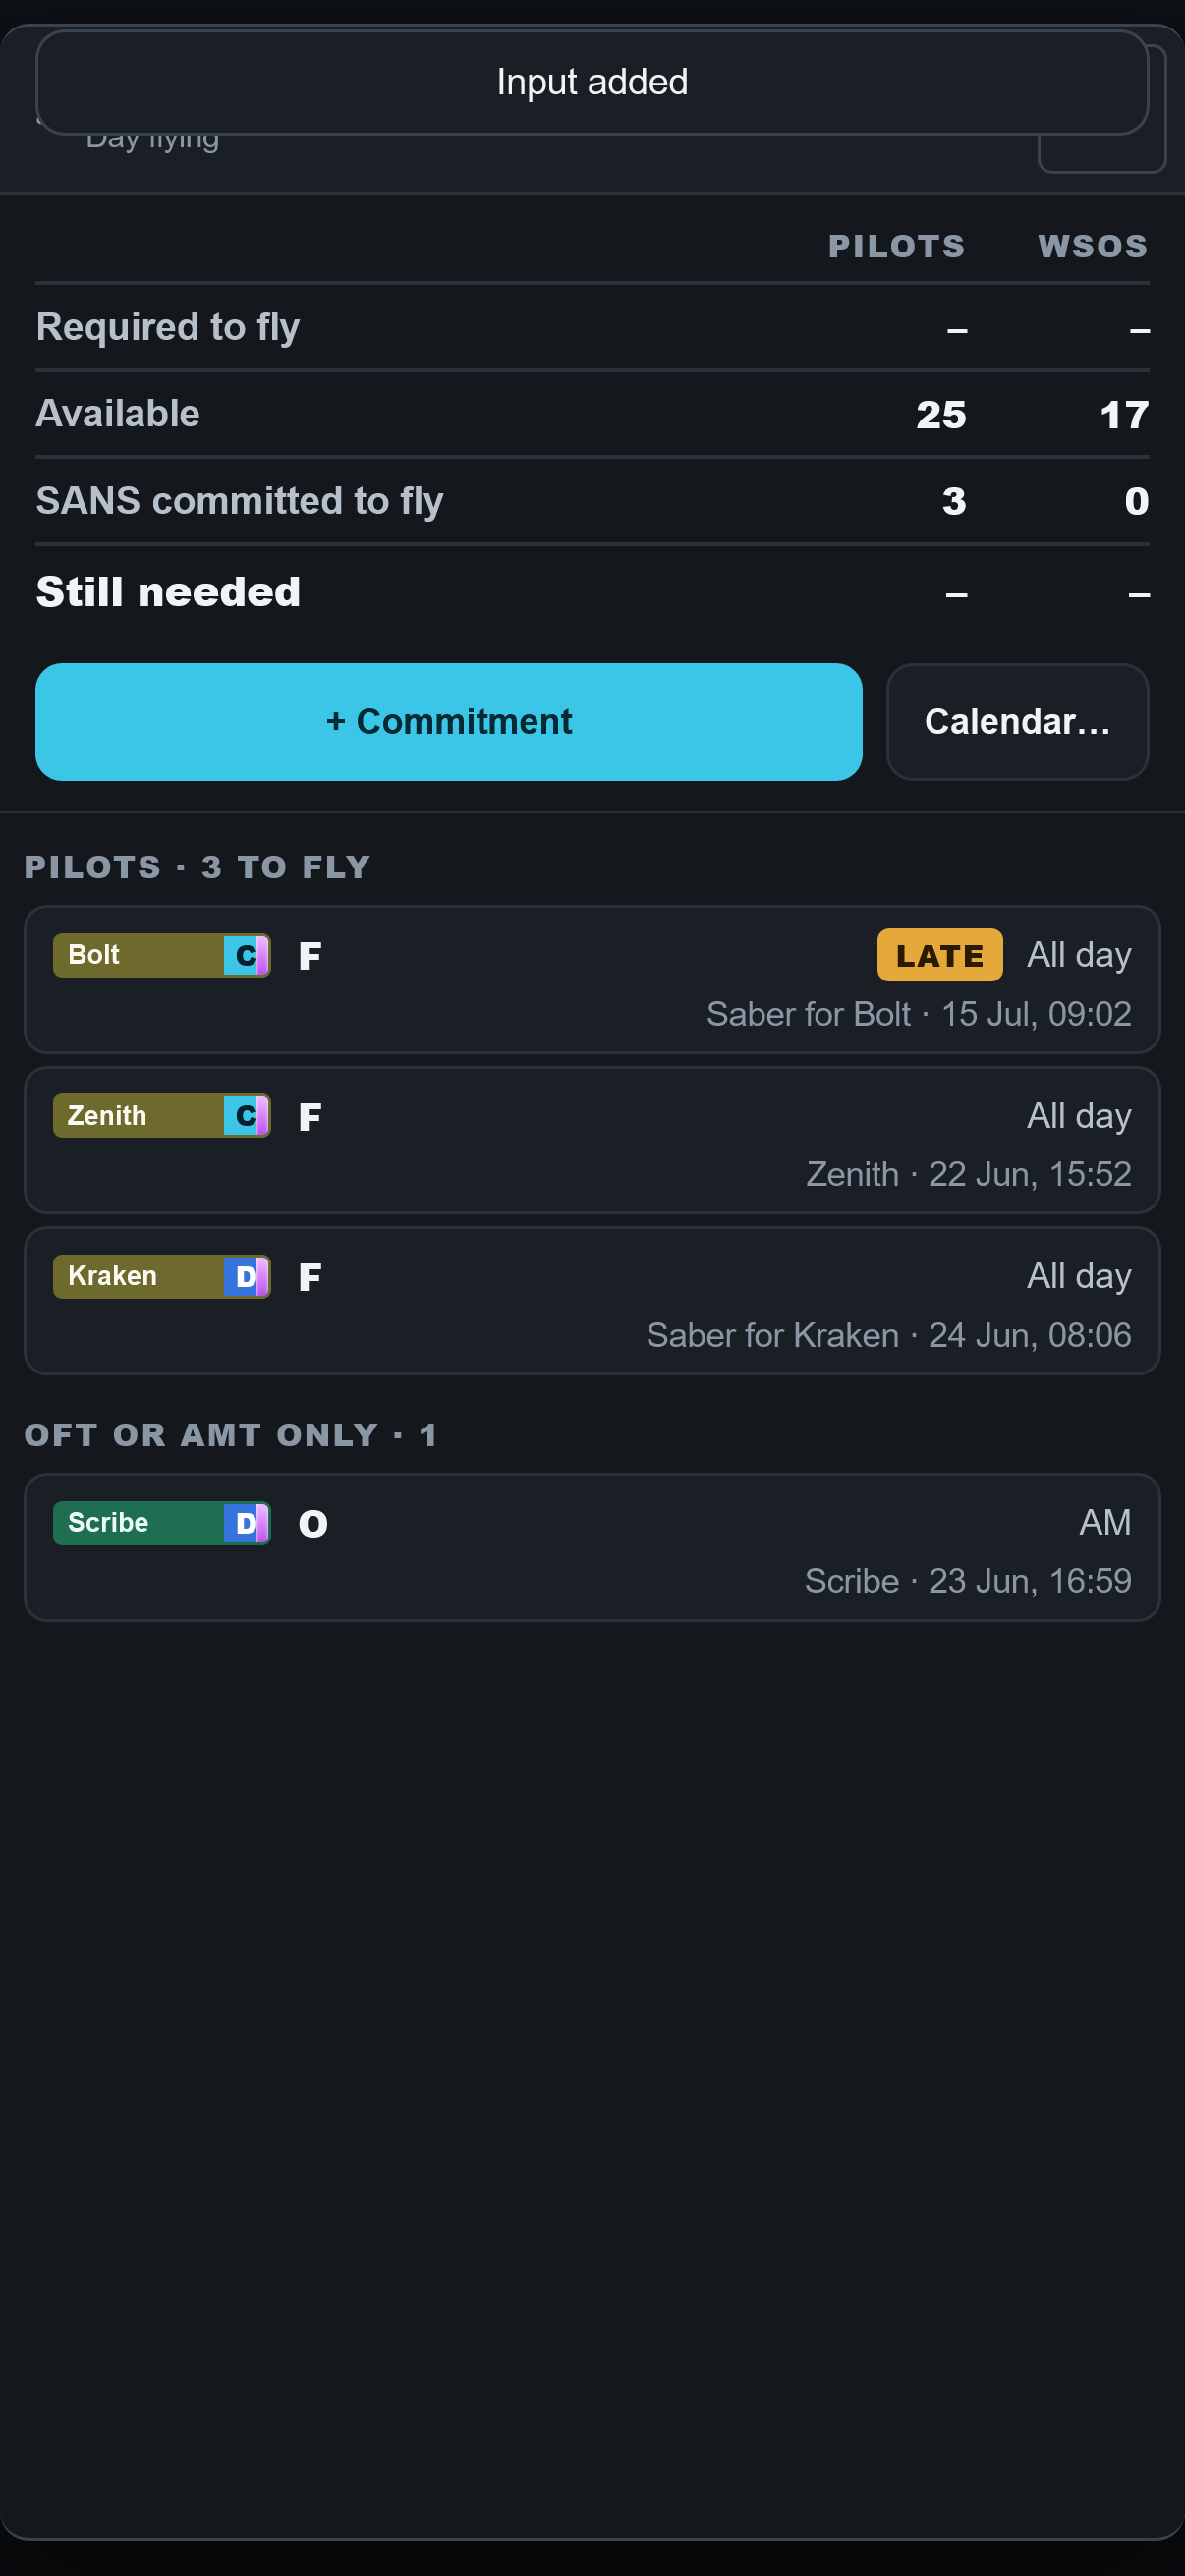 Input added
Day flying
PILOTS WSOS
Required to fly – –
Available 25 17
SANS committed to fly 3 0
Still needed – –
+ Commitment Calendar…
PILOTS · 3 TO FLY
Bolt C F LATE All day
Saber for Bolt · 15 Jul, 09:02
Zenith C F All day
Zenith · 22 Jun, 15:52
Kraken D F All day
Saber for Kraken · 24 Jun, 08:06
OFT OR AMT ONLY · 1
Scribe D O AM
Scribe · 23 Jun, 16:59